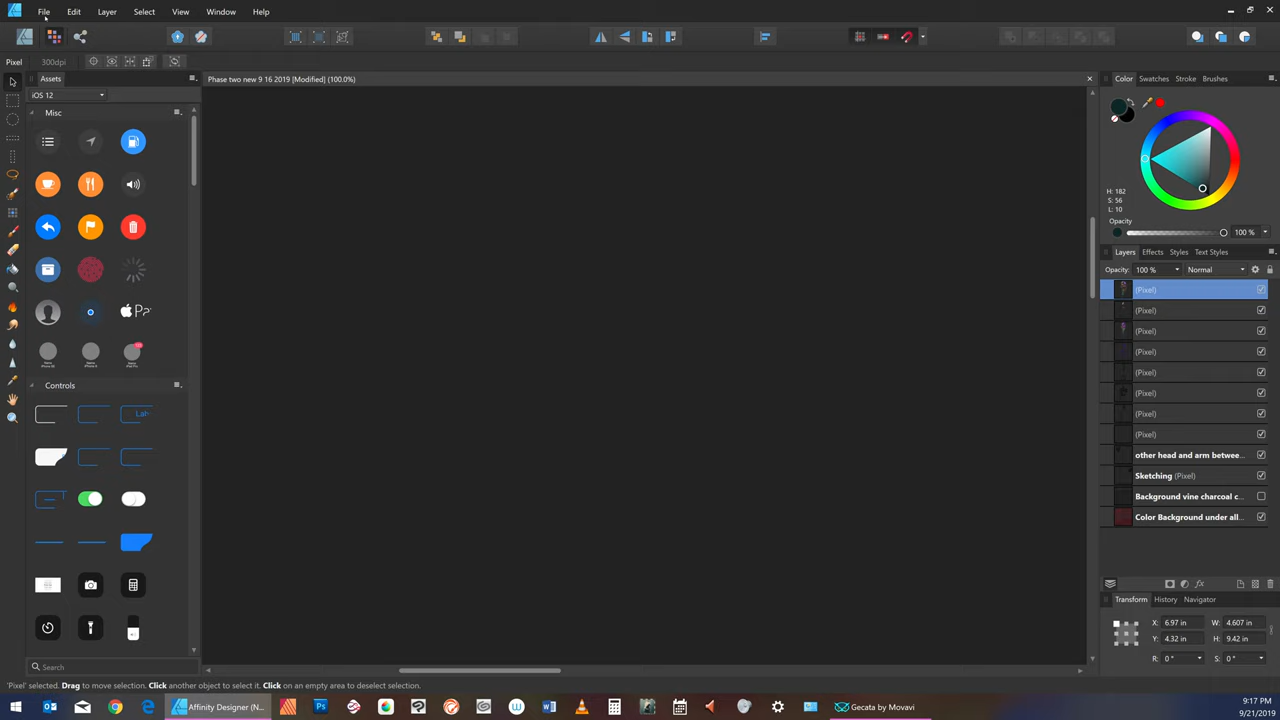 File Edit Layer Select View Window Help
Pixel 300dpi
Assets
iOS 12
Misc
Controls
Search
Phase two new 9 16 2019 [Modified] (100.0%)
Color Swatches Stroke Brushes
H: 182
S: 56
L: 10
Opacity
100 %
Layers Effects Styles Text Styles
Opacity: 100 % Normal
(Pixel)
(Pixel)
(Pixel)
(Pixel)
(Pixel)
(Pixel)
(Pixel)
(Pixel)
other head and arm betwee...
Sketching (Pixel)
Background vine charcoal c...
Color Background under all...
Transform History Navigator
X: 6.97 in W: 4.607 in
Y: 4.32 in H: 9.42 in
R: 0 ° S: 0 °
'Pixel' selected. Drag to move selection. Click another object to select it. Click on an empty area to deselect selection.
Affinity Designer (N... Gecata by Movavi
9:17 PM
9/21/2019